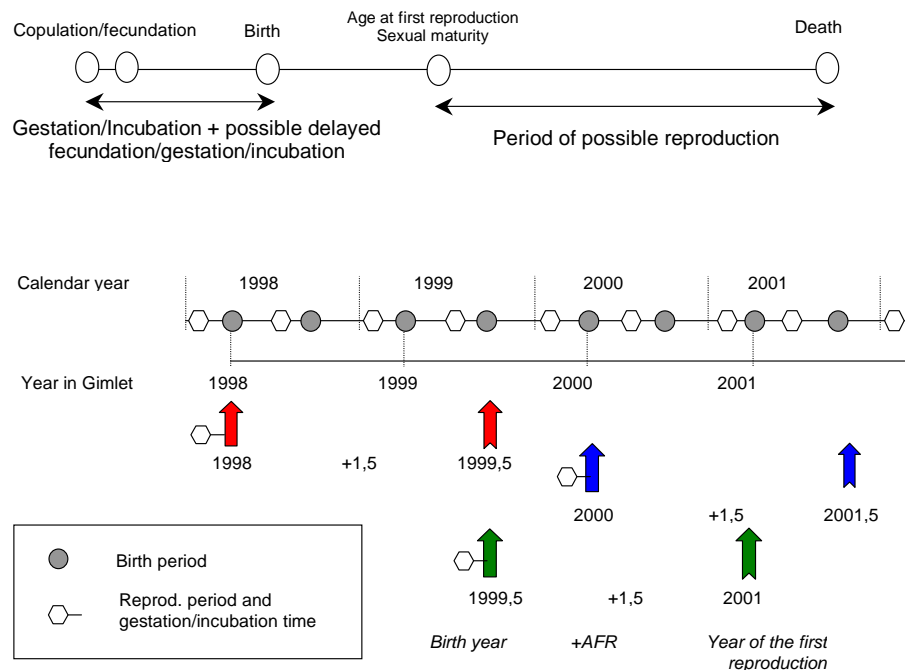 Age at first reproduction
Copulation/fecundation Birth Sexual maturity Death
Gestation/Incubation + possible delayed
fecundation/gestation/incubation
Period of possible reproduction
Calendar year 1998 1999 2000 2001
Year in Gimlet 1998 1999 2000 2001
1998 +1,5 1999,5
2000 +1,5 2001,5
Birth period
1999,5 +1,5 2001
Reprod. period and
gestation/incubation time
Birth year +AFR Year of the first
reproduction